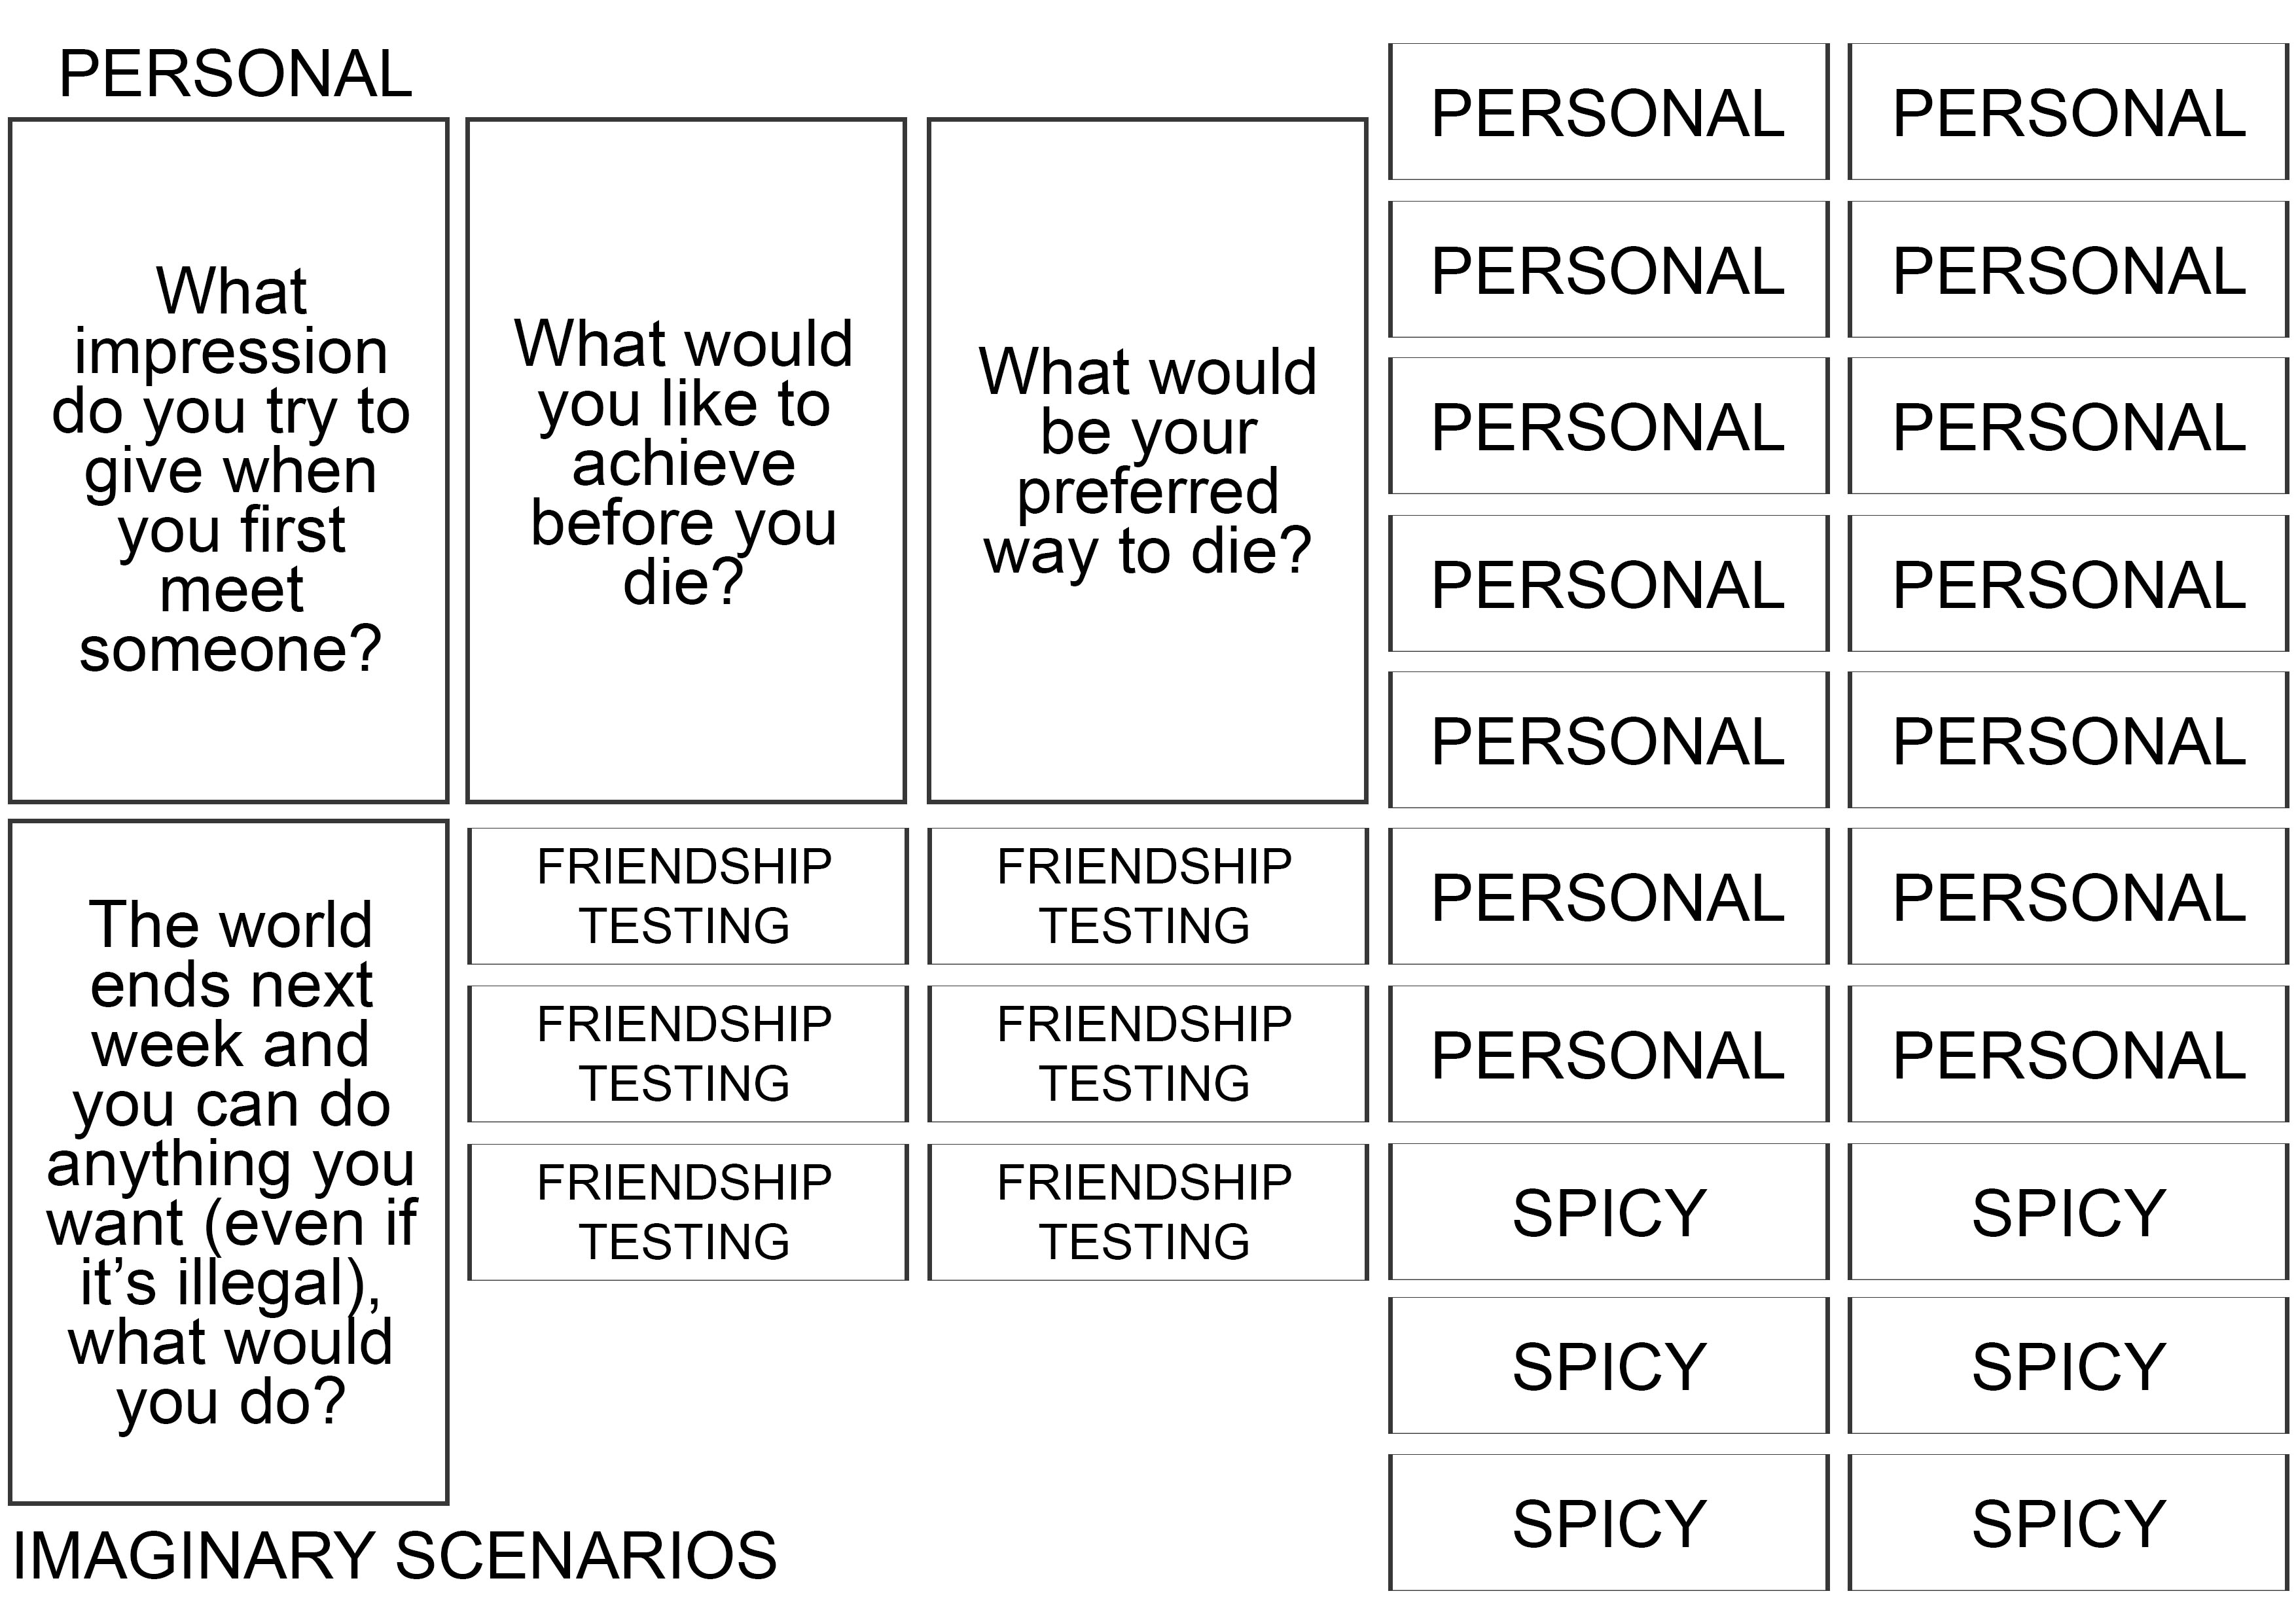 PERSONAL
What
impression
do you try to
give when
you first
meet
someone?
What would
you like to
achieve
before you
die?
What would
be your
preferred
way to die?
The world
ends next
week and
you can do
anything you
want (even if
it’s illegal),
what would
you do?
IMAGINARY SCENARIOS
FRIENDSHIP
TESTING
FRIENDSHIP
TESTING
FRIENDSHIP
TESTING
FRIENDSHIP
TESTING
FRIENDSHIP
TESTING
FRIENDSHIP
TESTING
PERSONAL
PERSONAL
PERSONAL
PERSONAL
PERSONAL
PERSONAL
PERSONAL
PERSONAL
PERSONAL
PERSONAL
PERSONAL
PERSONAL
PERSONAL
PERSONAL
SPICY
SPICY
SPICY
SPICY
SPICY
SPICY